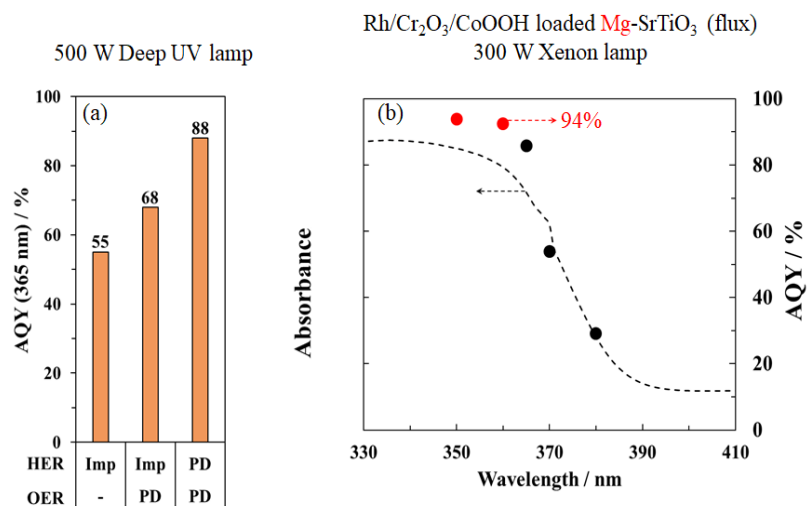 Rh/Cr₂O₃/CoOOH loaded Mg-SrTiO₃ (flux)
500 W Deep UV lamp
300 W Xenon lamp
(a)
AQY (365 nm) / %
100
80
60
40
20
0
55
68
88
HER Imp Imp PD
OER - PD PD
(b)
94%
Absorbance
AQY / %
100
80
60
40
20
0
330 350 370 390 410
Wavelength / nm